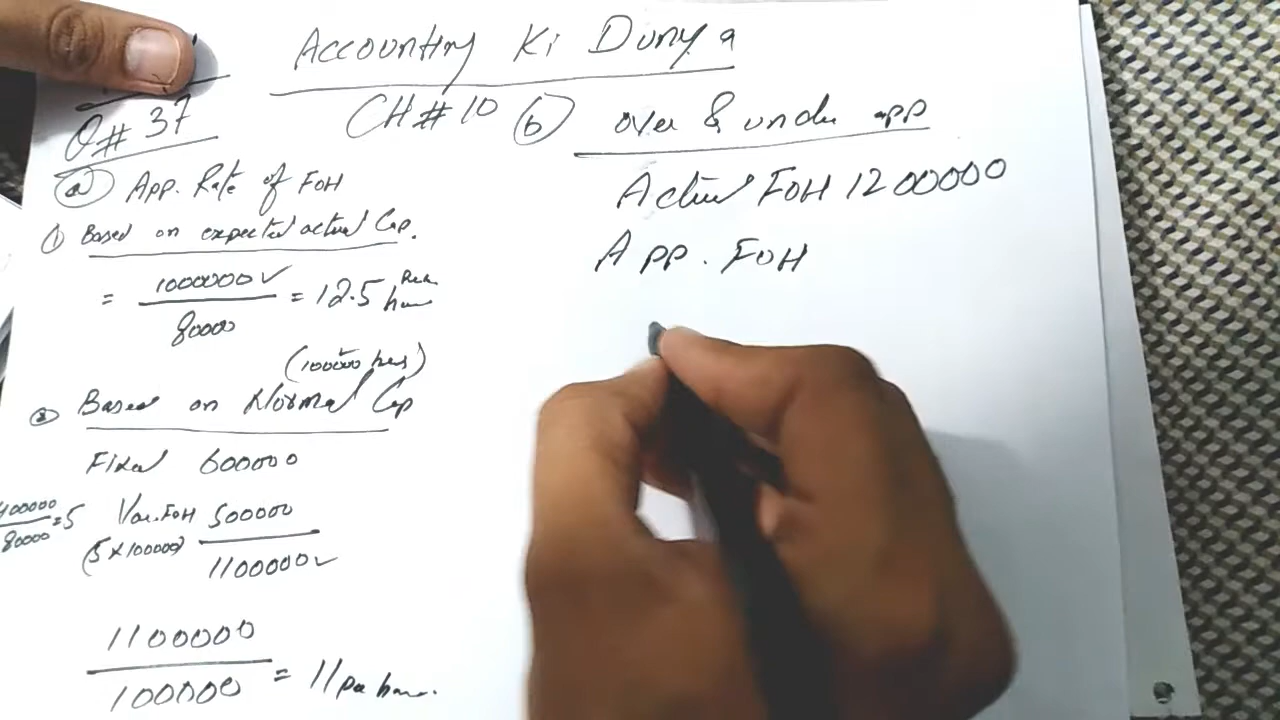 Accounting Ki Dunya
Q# 37
CH# 10
(a) App. Rate of FOH
(1) Based on expected actual Cap.
= 1000000 ✓ / 80000 = 12.5 Per hour
(100000 hrs)
(2) Based on Normal Cap
Fixed 600000
400000 / 80000 = 5
Var. FOH 500000
(5 x 100000)
1100000 ✓
1100000 / 100000 = 11 per hour.
(b) over & under app
Actual FOH 1200000
App. FOH